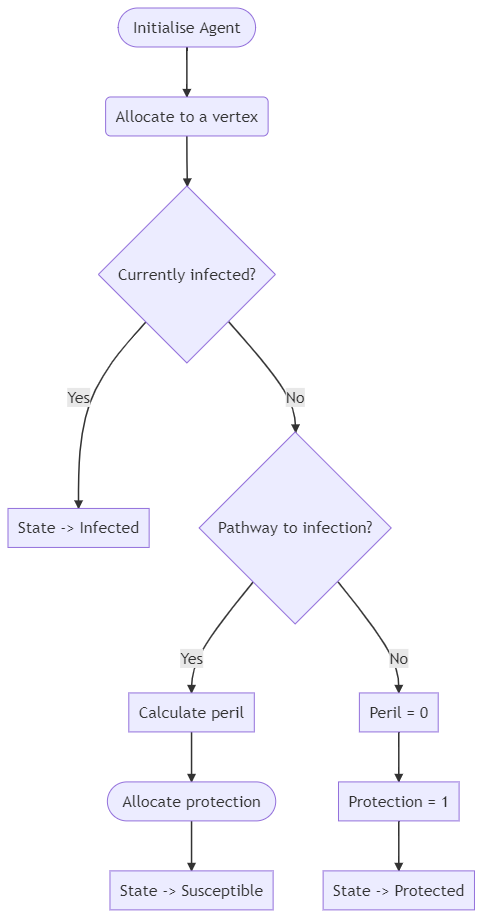 Initialise Agent
Allocate to a vertex
Currently infected?
Yes
No
State -> Infected
Pathway to infection?
Yes
No
Calculate peril
Peril = 0
Allocate protection
Protection = 1
State -> Susceptible
State -> Protected